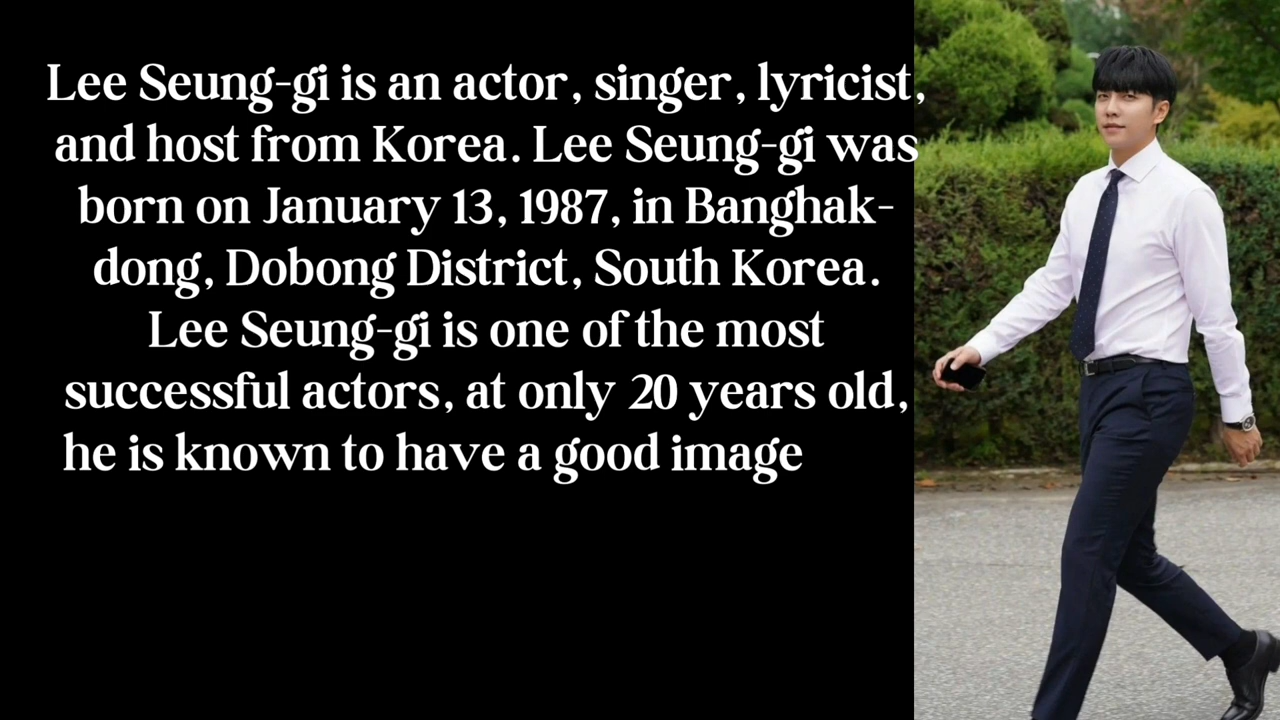 Lee Seung-gi is an actor, singer, lyricist,
and host from Korea. Lee Seung-gi was
born on January 13, 1987, in Banghak-
dong, Dobong District, South Korea.
Lee Seung-gi is one of the most
successful actors, at only 20 years old,
he is known to have a good image